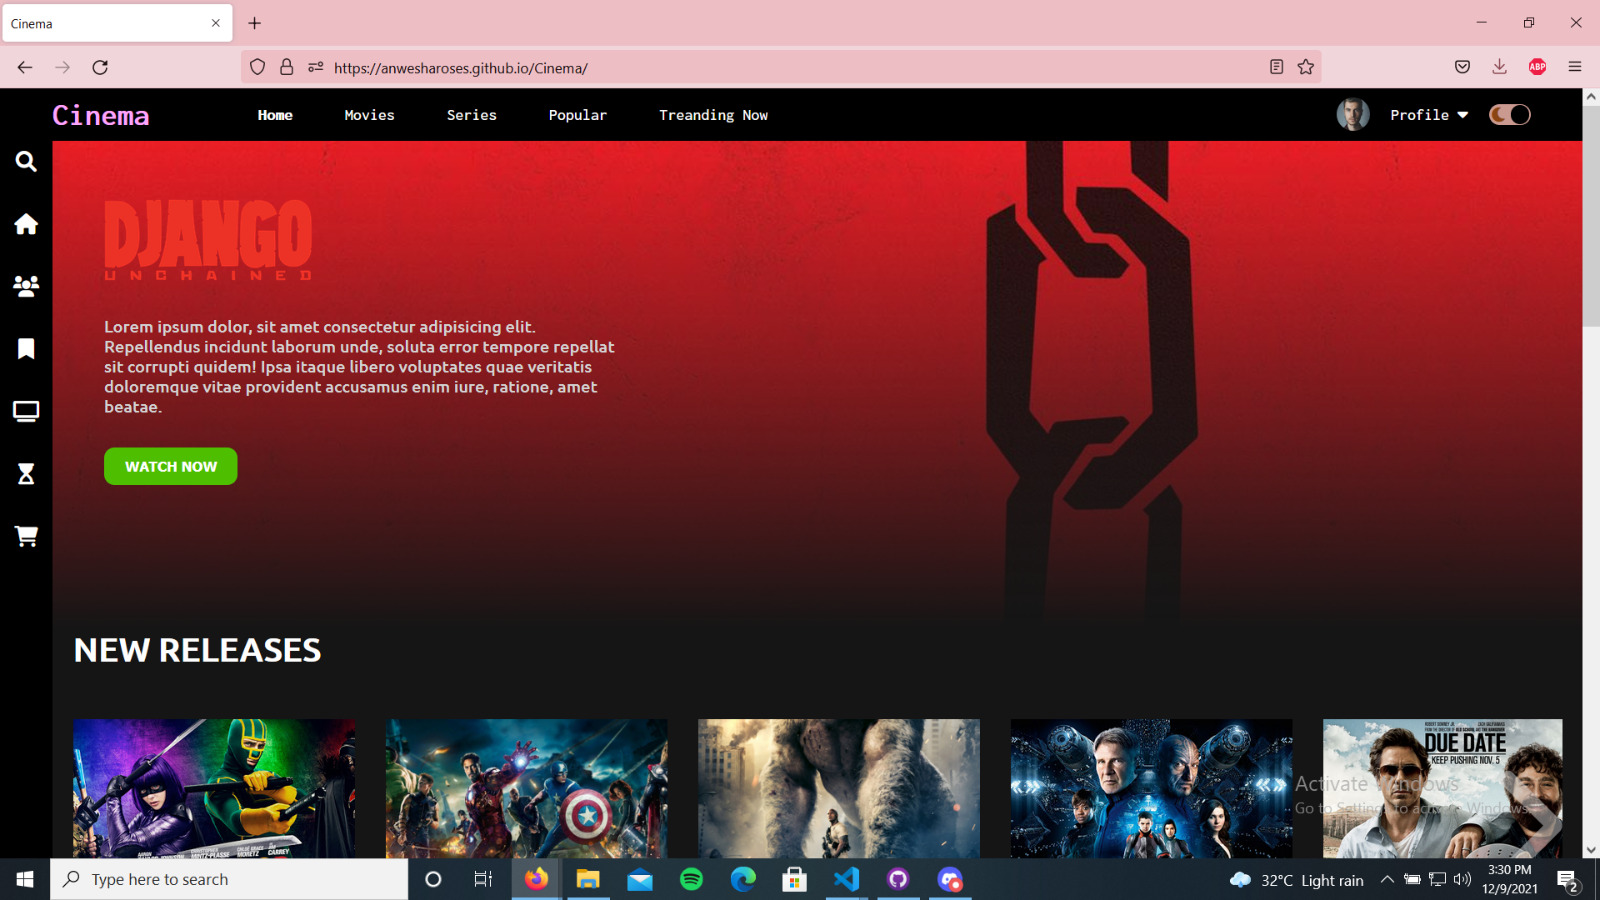 Cinema
https://anwesharoses.github.io/Cinema/
ABP
Cinema
Home
Movies
Series
Popular
Treanding Now
Profile
DJANGO
UNCHAINED
Lorem ipsum dolor, sit amet consectetur adipisicing elit.
Repellendus incidunt laborum unde, soluta error tempore repellat
sit corrupti quidem! Ipsa itaque libero voluptates quae veritatis
doloremque vitae provident accusamus enim iure, ratione, amet
beatae.
WATCH NOW
NEW RELEASES
DUE DATE
KEEP PUSHING NOV. 5
Activate Windows
Go to Settings to activate Windows.
Type here to search
32°C Light rain
3:30 PM
12/9/2021
2